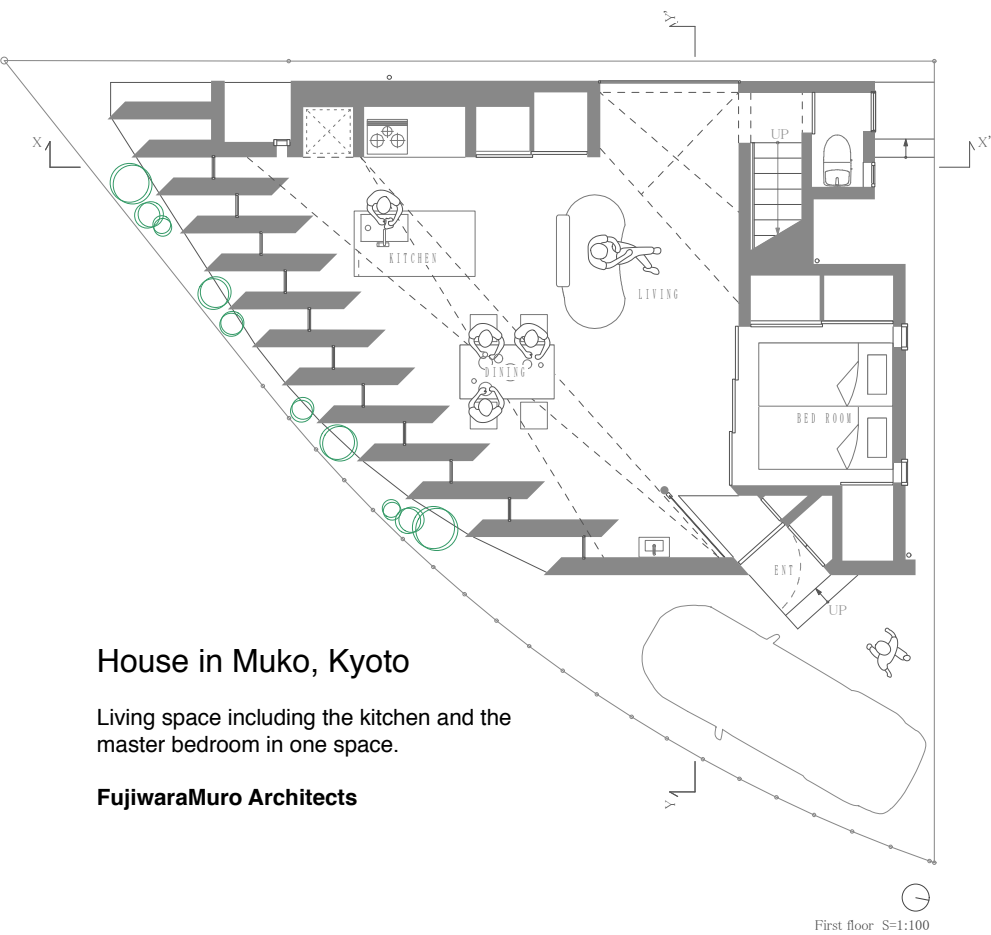 Y'
X
UP
X'
KITCHEN
LIVING
DINING
BED ROOM
ENT
UP
House in Muko, Kyoto
Living space including the kitchen and the
master bedroom in one space.
FujiwaraMuro Architects
Y
First floor S=1:100